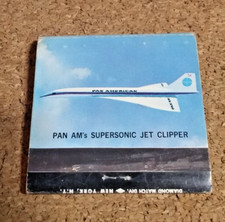 PAN AMERICAN
PAN AM's SUPERSONIC JET CLIPPER
DIAMOND MATCH DIV. NEW YORK, N.Y.